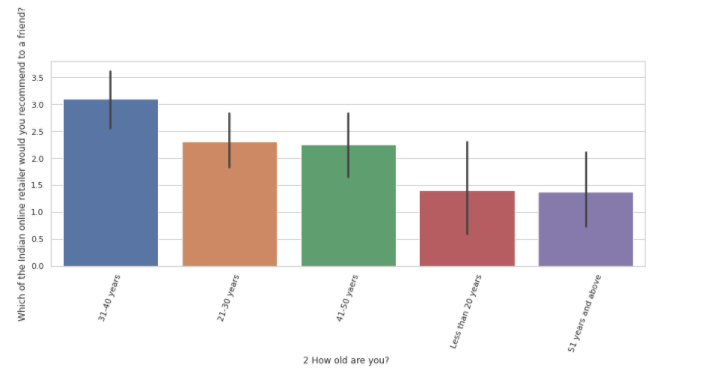 Which of the Indian online retailer would you recommend to a friend?
3.5
3.0
2.5
2.0
1.5
1.0
0.5
0.0
31-40 years
21-30 years
41-50 yaers
Less than 20 years
51 years and above
2 How old are you?